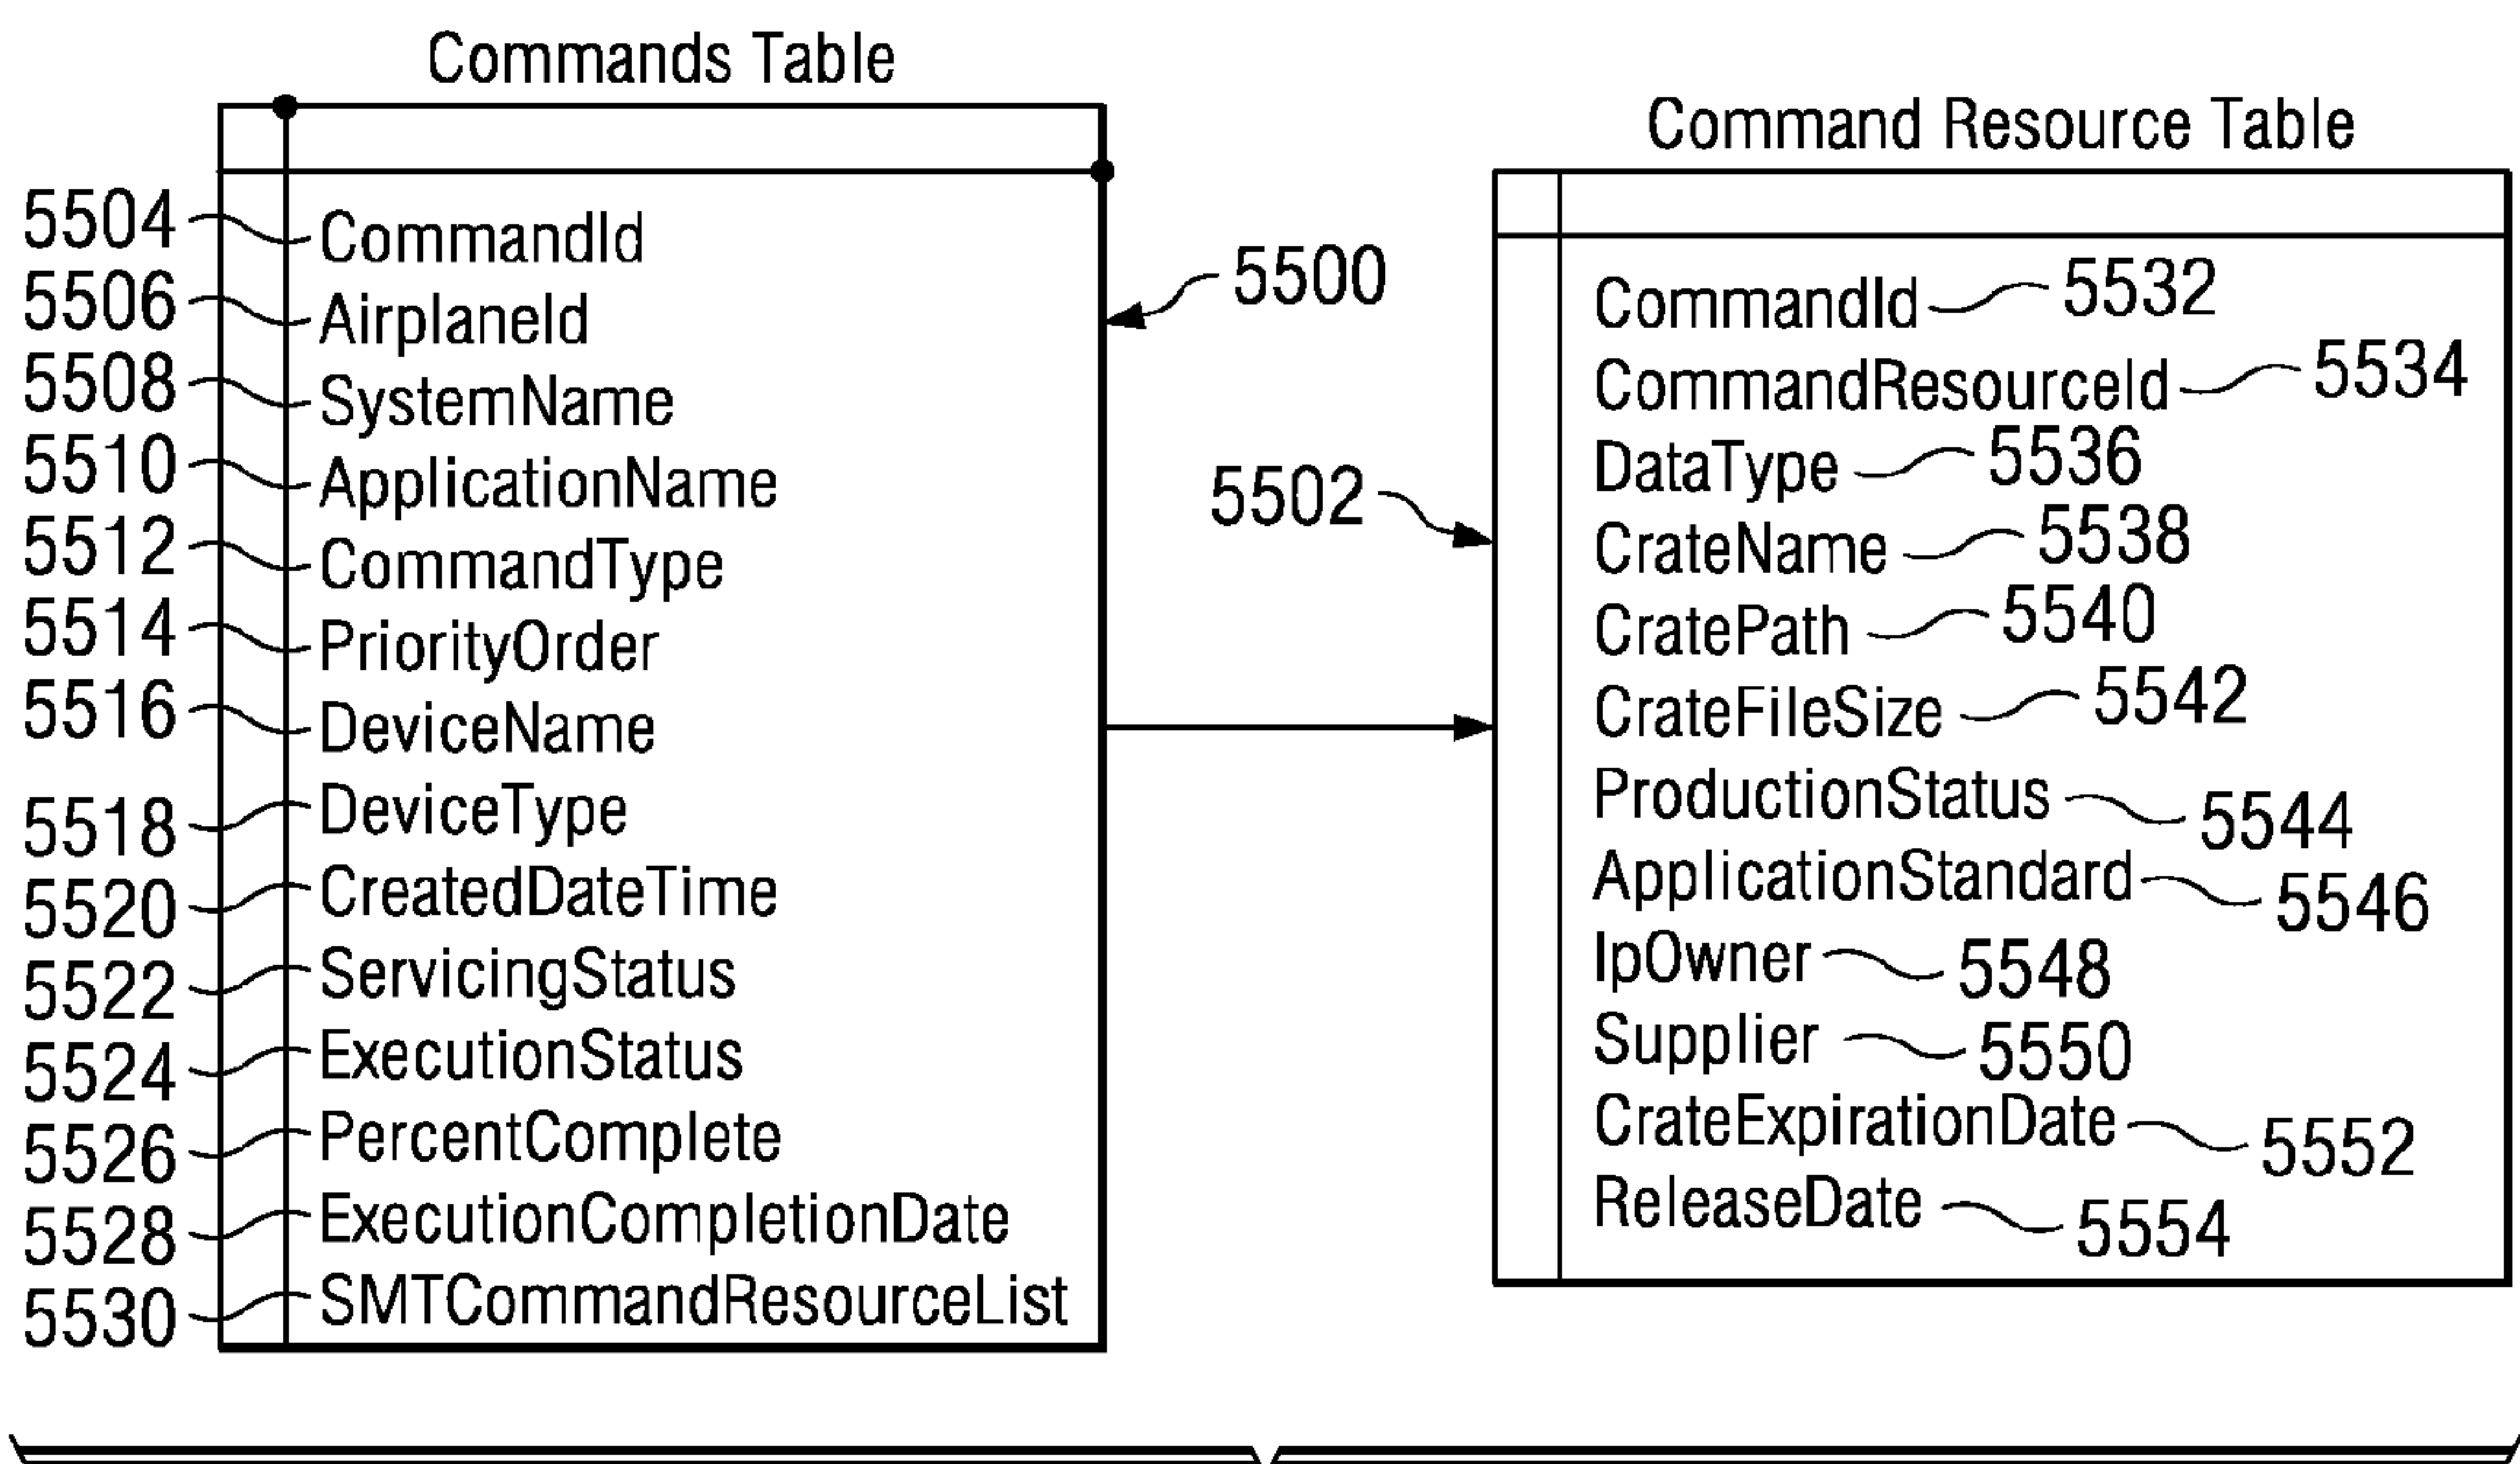 Commands Table
5504 CommandId
5506 AirplaneId
5508 SystemName
5510 ApplicationName
5512 CommandType
5514 PriorityOrder
5516 DeviceName
5518 DeviceType
5520 CreatedDateTime
5522 ServicingStatus
5524 ExecutionStatus
5526 PercentComplete
5528 ExecutionCompletionDate
5530 SMTCommandResourceList
5500
5502
Command Resource Table
CommandId 5532
CommandResourceId 5534
DataType 5536
CrateName 5538
CratePath 5540
CrateFileSize 5542
ProductionStatus 5544
ApplicationStandard 5546
IpOwner 5548
Supplier 5550
CrateExpirationDate 5552
ReleaseDate 5554